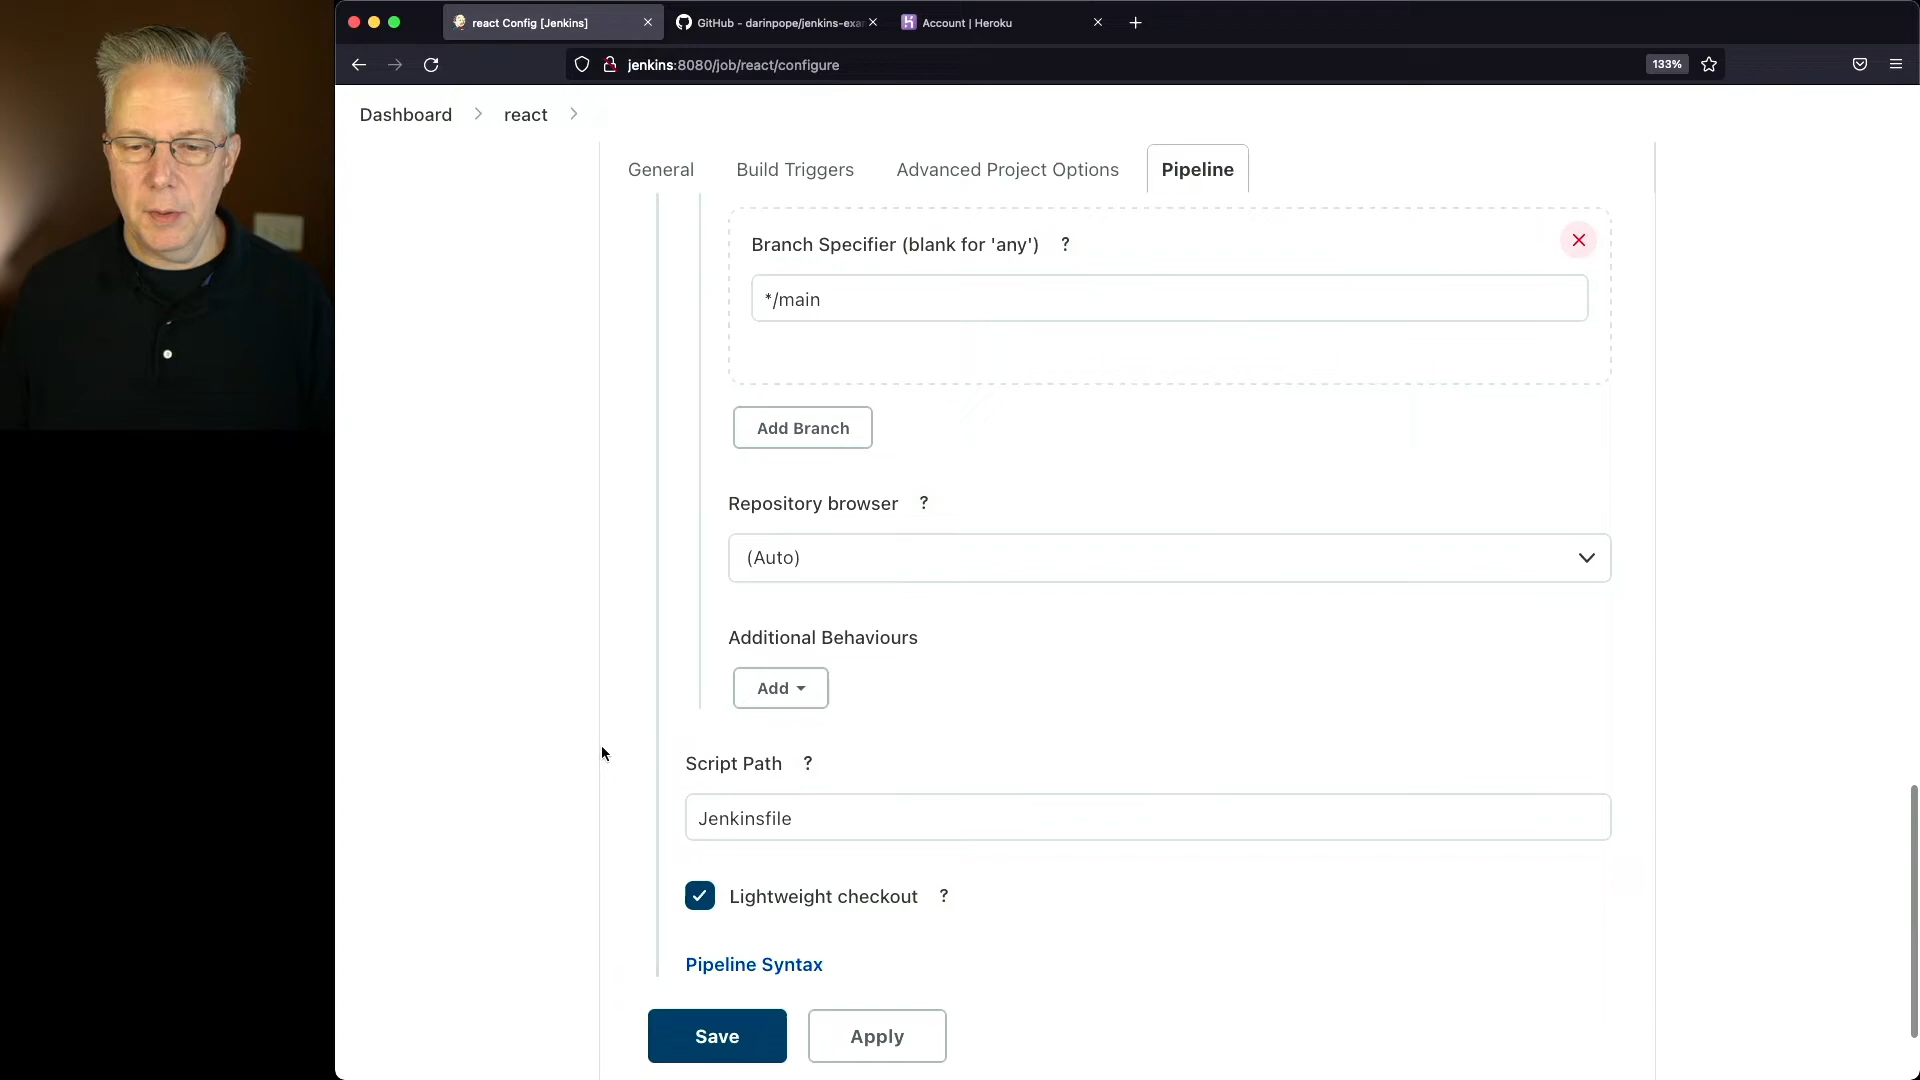 react Config [Jenkins]
GitHub - darinpope/jenkins-exa
Account | Heroku
jenkins:8080/job/react/configure
133%
Dashboard > react >
General
Build Triggers
Advanced Project Options
Pipeline
Branch Specifier (blank for 'any') ?
*/main
Add Branch
Repository browser ?
(Auto)
Additional Behaviours
Add
Script Path ?
Jenkinsfile
Lightweight checkout ?
Pipeline Syntax
Save
Apply